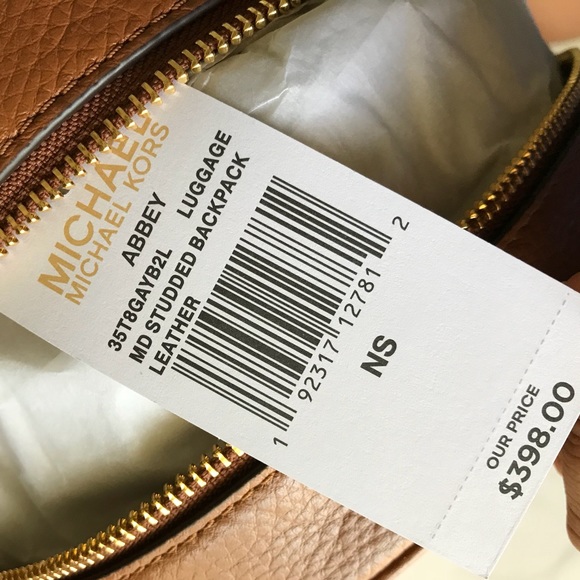 MICHAEL
MICHAEL KORS
ABBEY
35T8GAYB2L LUGGAGE
MD STUDDED BACKPACK
LEATHER
1 92317 12781 2
NS
OUR PRICE
$398.00